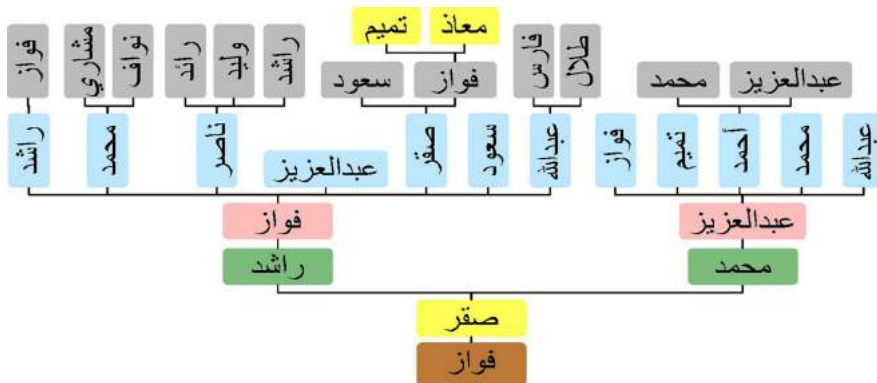 معاذ
تميم
طلال
فارس
راشد
وليد
رائد
نواف
مشاري
فواز
عبدالعزيز
محمد
فواز
سعود
عبدالله
محمد
أحمد
تميم
فواز
عبدالله
سعود
صقر
عبدالعزيز
ناصر
محمد
راشد
عبدالعزيز
فواز
محمد
راشد
صقر
فواز